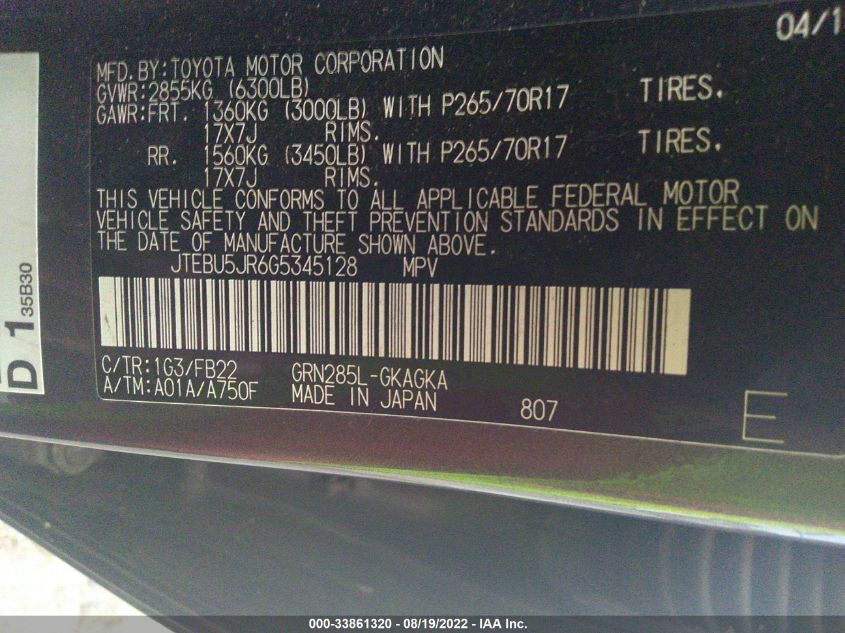 04/1
MFD.BY:TOYOTA MOTOR CORPORATION
GVWR:2855KG (6300LB)
GAWR:FRT. 1360KG (3000LB) WITH P265/70R17 TIRES.
17X7J RIMS.
RR. 1560KG (3450LB) WITH P265/70R17 TIRES.
17X7J RIMS.
THIS VEHICLE CONFORMS TO ALL APPLICABLE FEDERAL MOTOR
VEHICLE SAFETY AND THEFT PREVENTION STANDARDS IN EFFECT ON
THE DATE OF MANUFACTURE SHOWN ABOVE.
JTEBU5JR6G5345128 MPV
C/TR:1G3/FB22 GRN285L-GKAGKA
A/TM:A01A/A750F MADE IN JAPAN 807 E
D 1 35B30
000-33861320 - 08/19/2022 - IAA Inc.